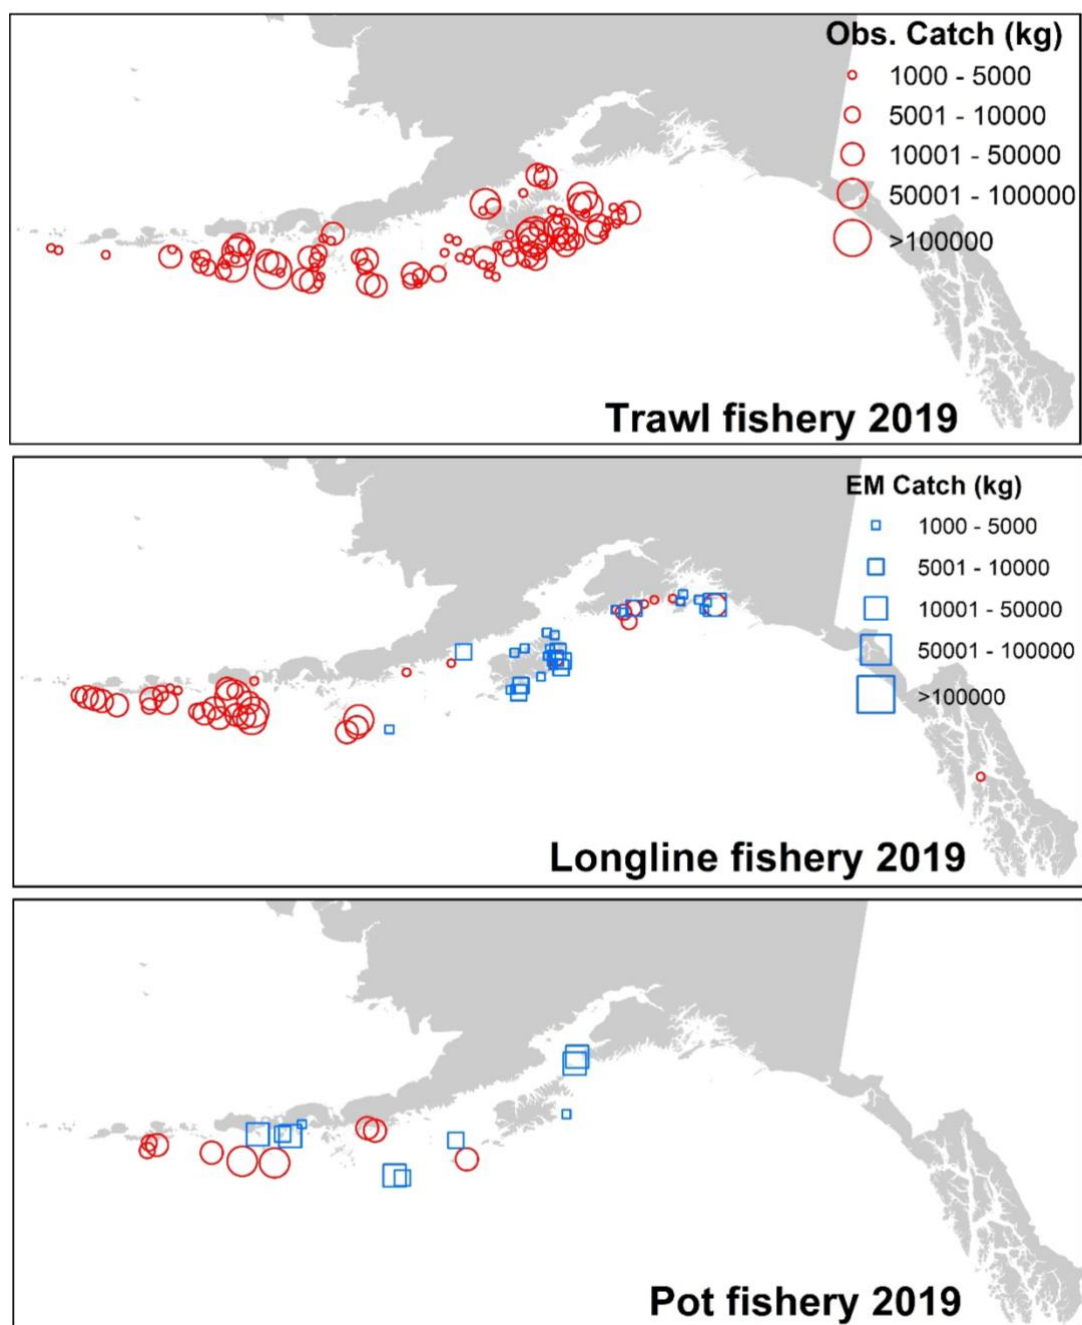 Obs. Catch (kg)
1000 - 5000
5001 - 10000
10001 - 50000
50001 - 100000
>100000
Trawl fishery 2019
EM Catch (kg)
1000 - 5000
5001 - 10000
10001 - 50000
50001 - 100000
>100000
Longline fishery 2019
Pot fishery 2019